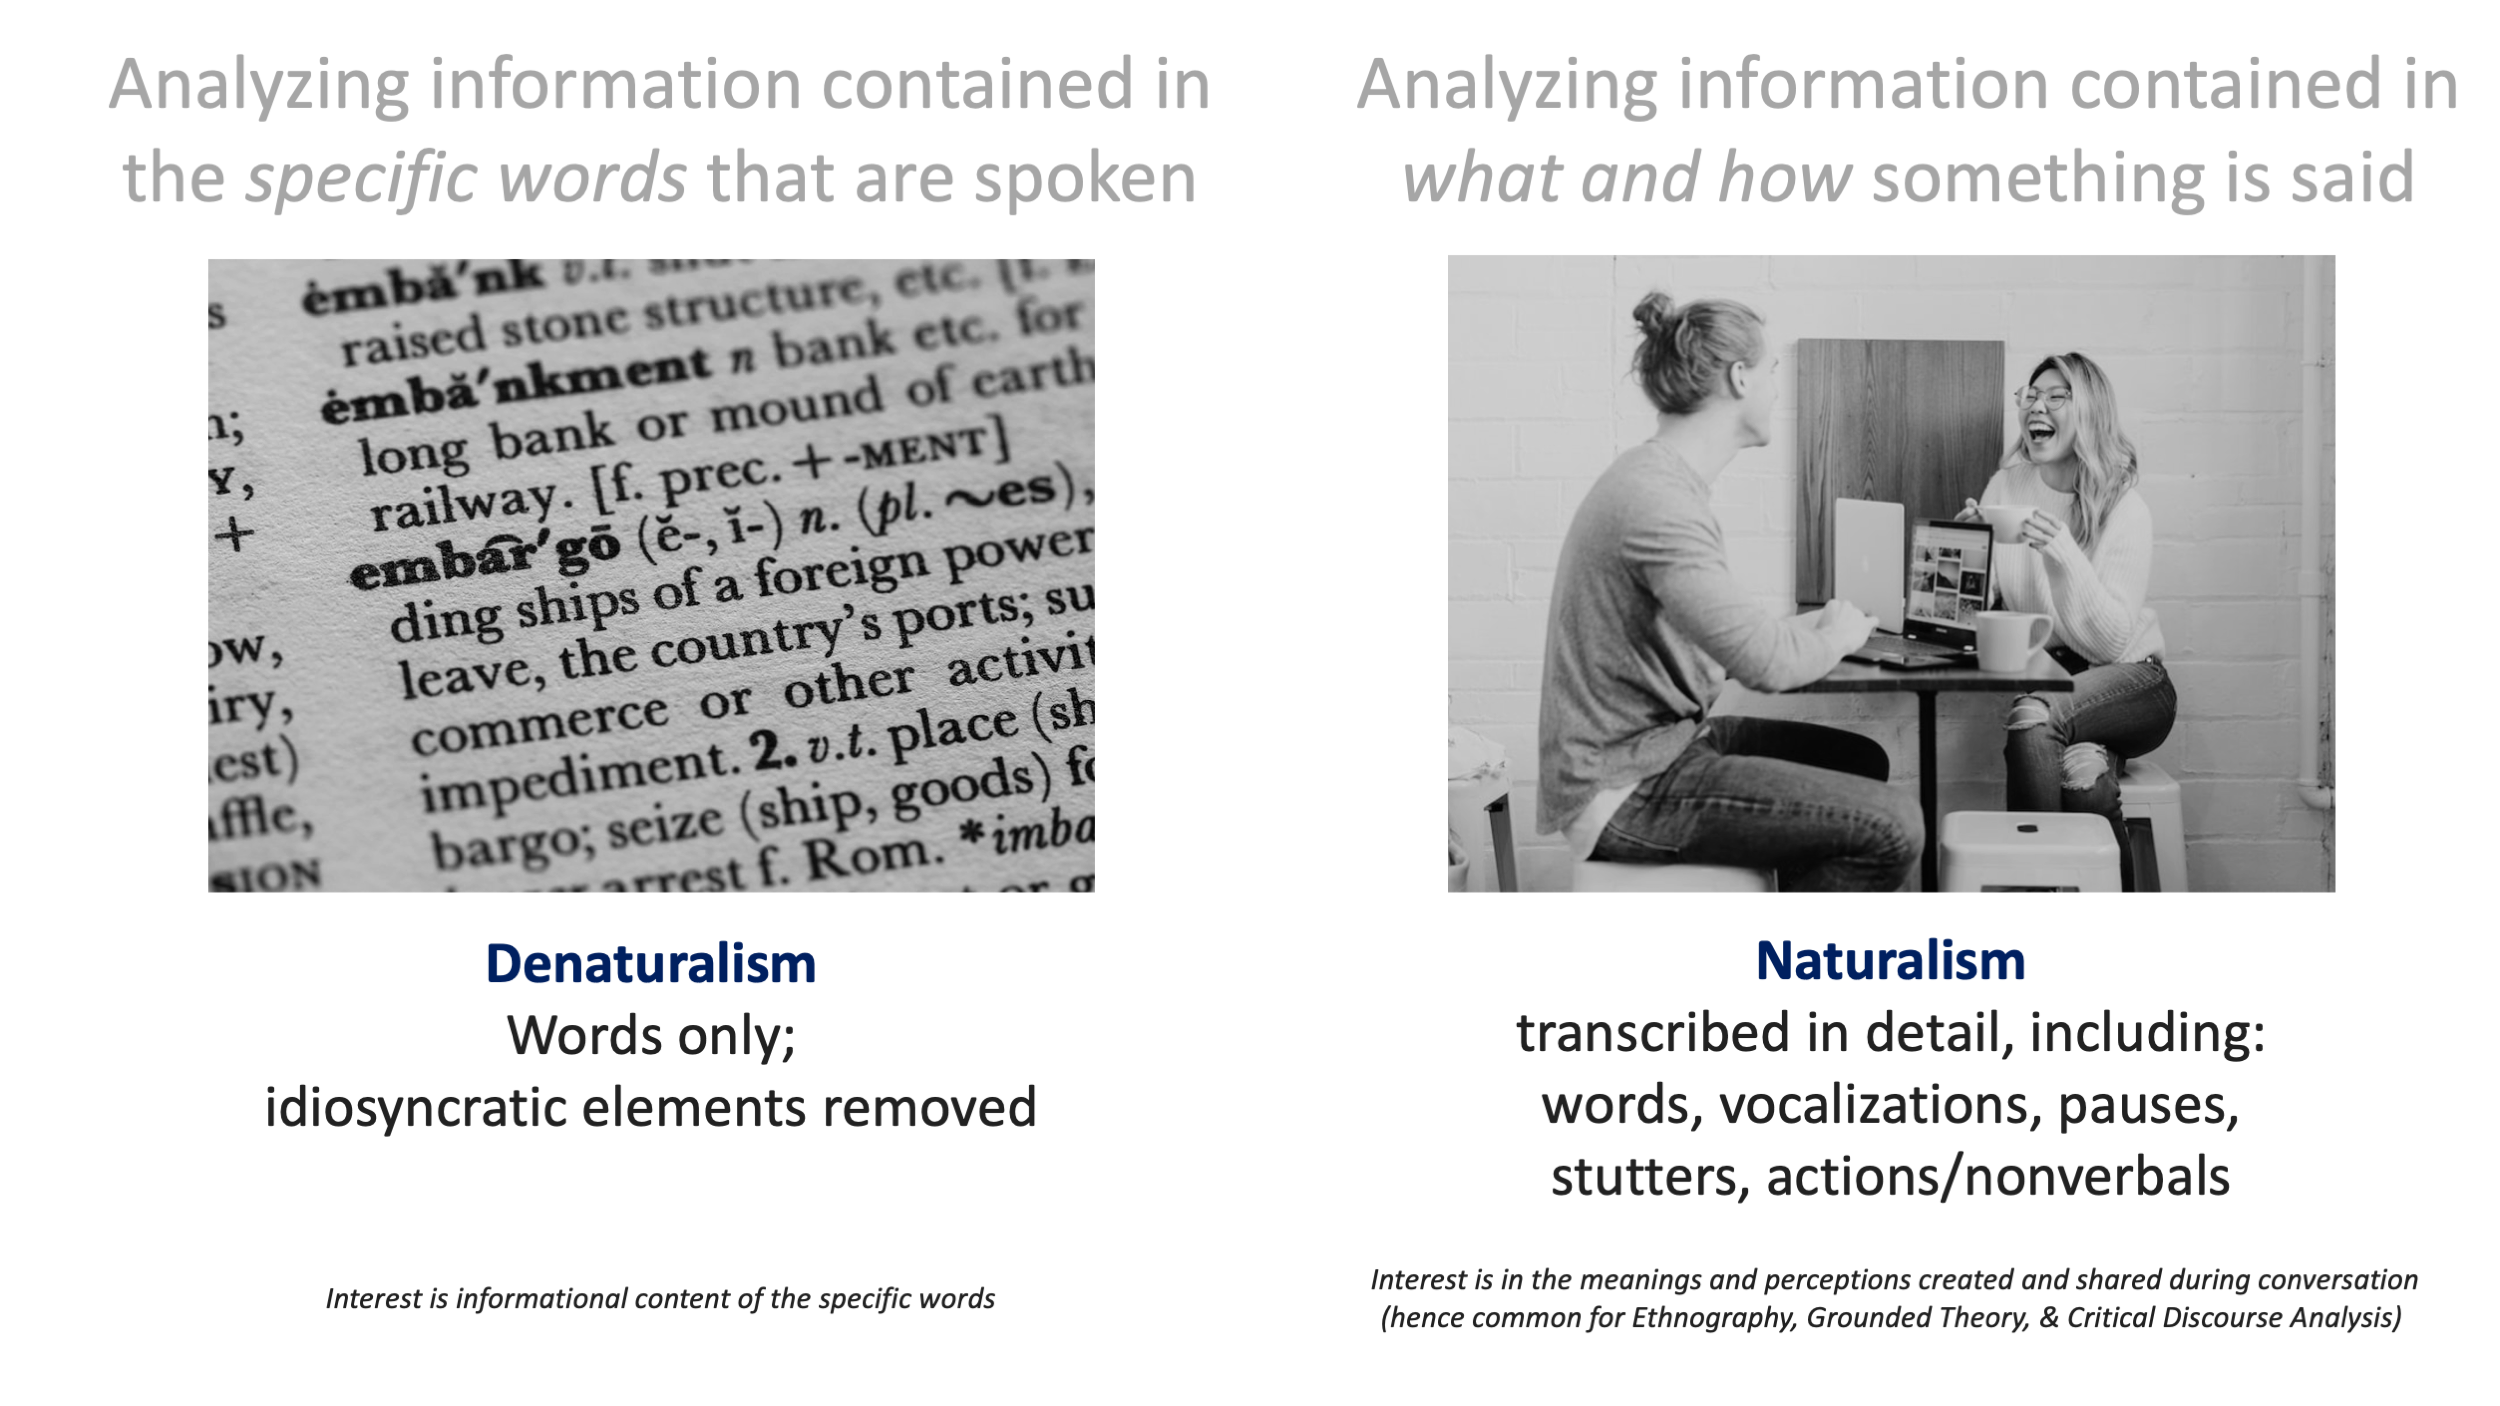 Analyzing information contained in
the specific words that are spoken
s
ėmbă′nk v.t.
raised stone structure, etc.
ėmbă′nkment n bank etc. for
long bank or mound of earth
railway. [f. prec. + -MENT]
embar̂′gō (ĕ-, ĭ-) n. (pl. ~es),
ding ships of a foreign power
leave, the country's ports; su
commerce or other activit
impediment. 2. v.t. place (sh
bargo; seize (ship, goods) fo
arrest f. Rom. *imba
n;
Y,
+
ow,
iry,
est)
affle,
SION
Denaturalism
Words only;
idiosyncratic elements removed
Interest is informational content of the specific words
Analyzing information contained in
what and how something is said
Naturalism
transcribed in detail, including:
words, vocalizations, pauses,
stutters, actions/nonverbals
Interest is in the meanings and perceptions created and shared during conversation
(hence common for Ethnography, Grounded Theory, & Critical Discourse Analysis)